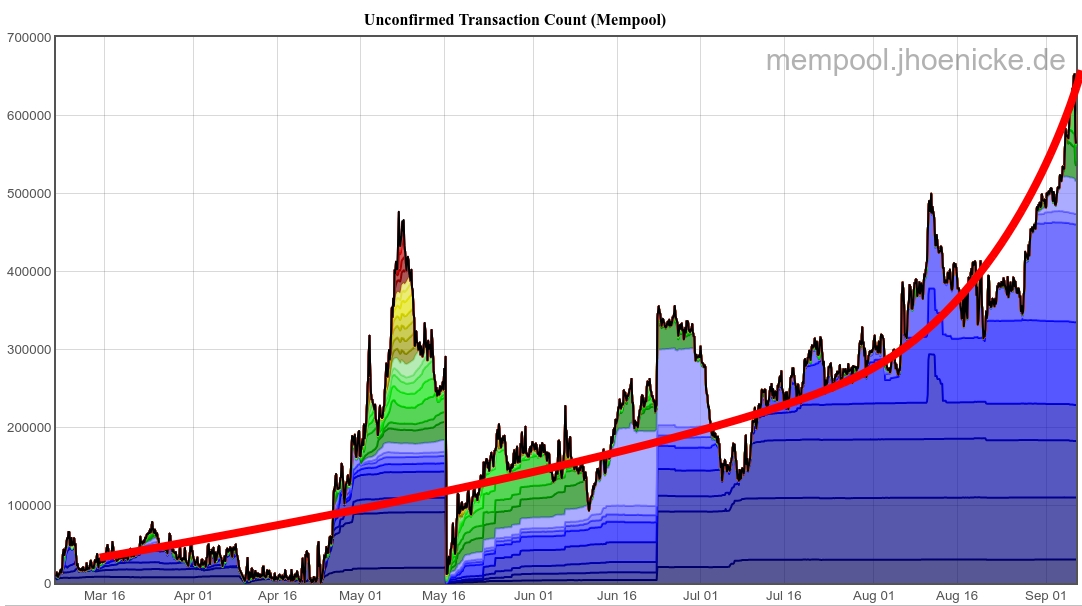 Unconfirmed Transaction Count (Mempool)
mempool.jhoenicke.de
700000
600000
500000
400000
300000
200000
100000
0
Mar 16 Apr 01 Apr 16 May 01 May 16 Jun 01 Jun 16 Jul 01 Jul 16 Aug 01 Aug 16 Sep 01